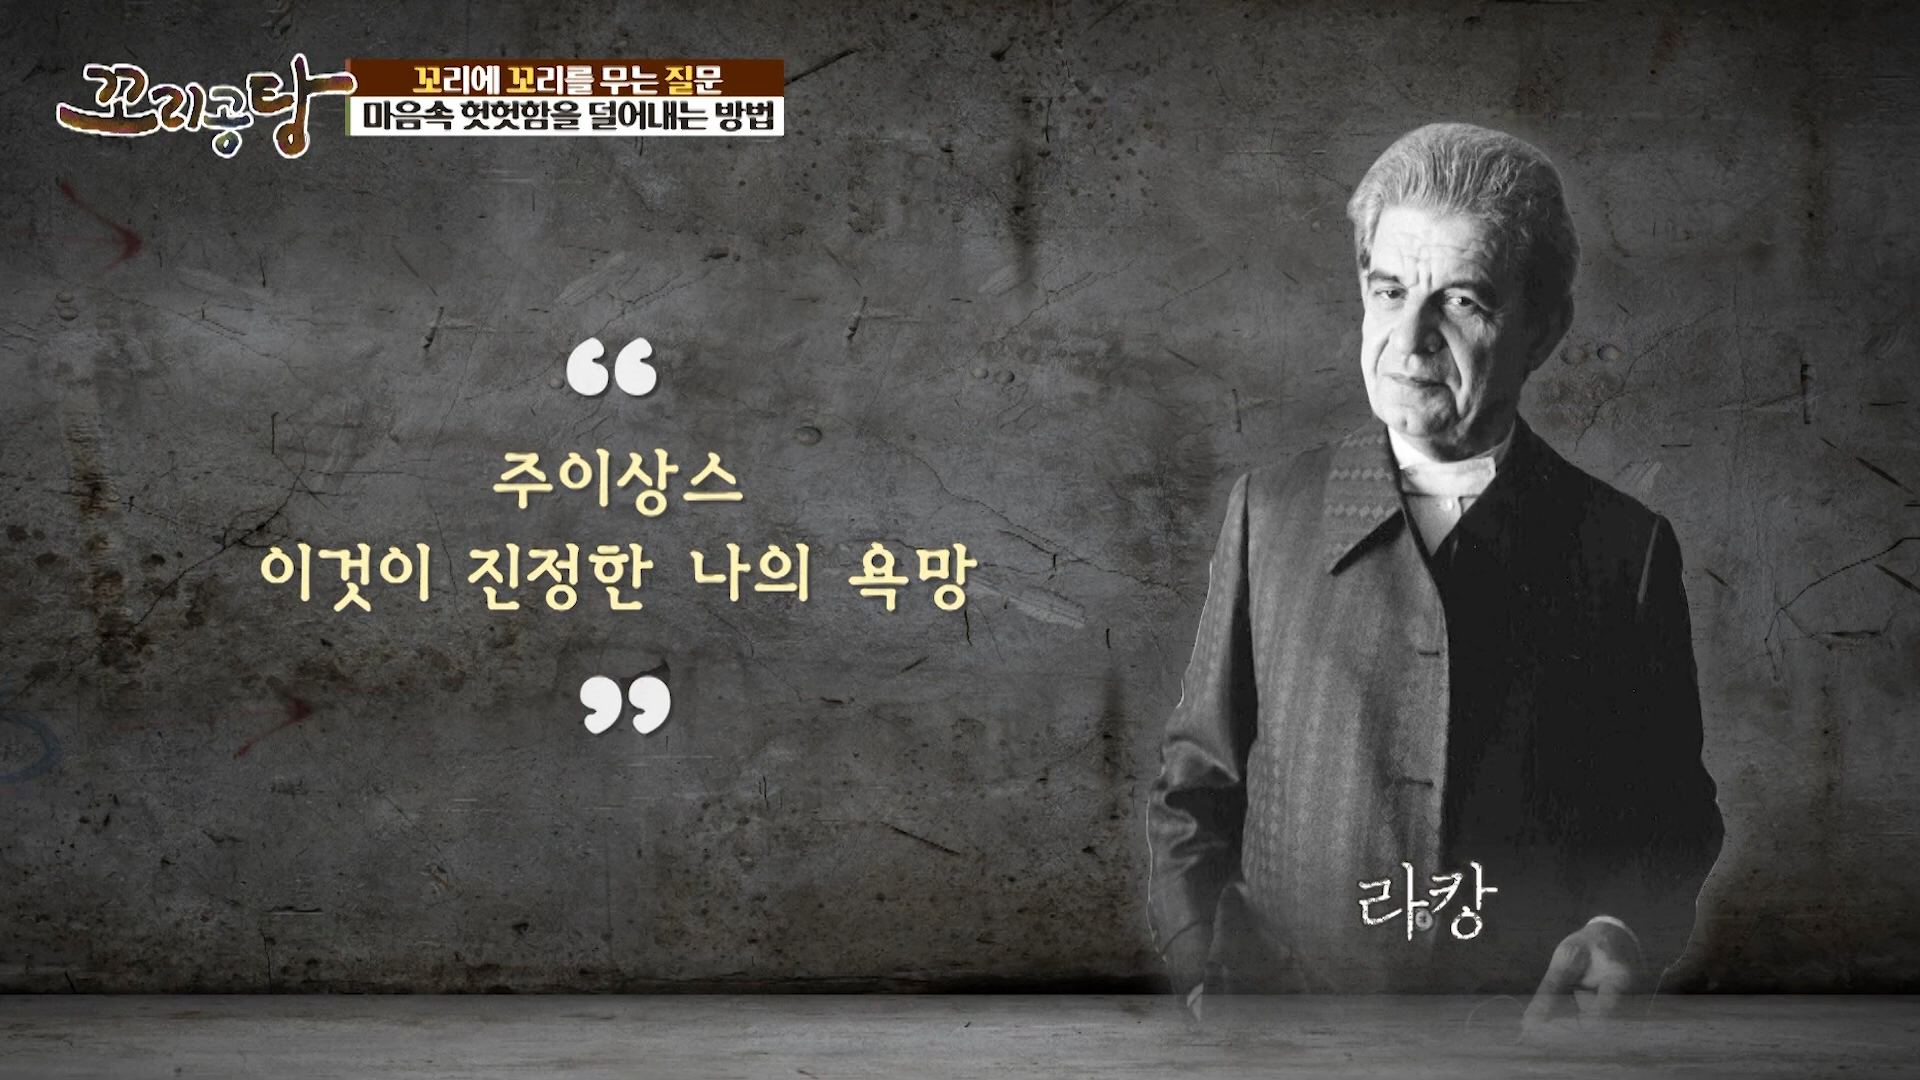 꼬리곰탕
꼬리에 꼬리를 무는 질문
마음속 헛헛함을 덜어내는 방법
“
주이상스
이것이 진정한 나의 욕망
”
라캉